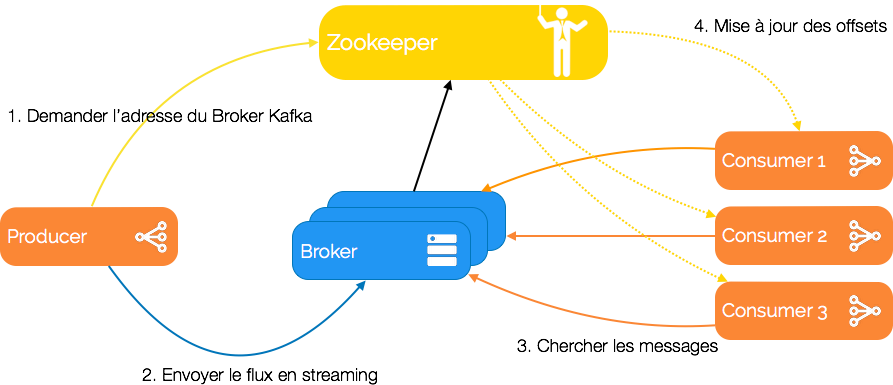 4. Mise à jour des offsets
Zookeeper
1. Demander l'adresse du Broker Kafka
Consumer 1
Producer
Broker
Consumer 2
Consumer 3
3. Chercher les messages
2. Envoyer le flux en streaming